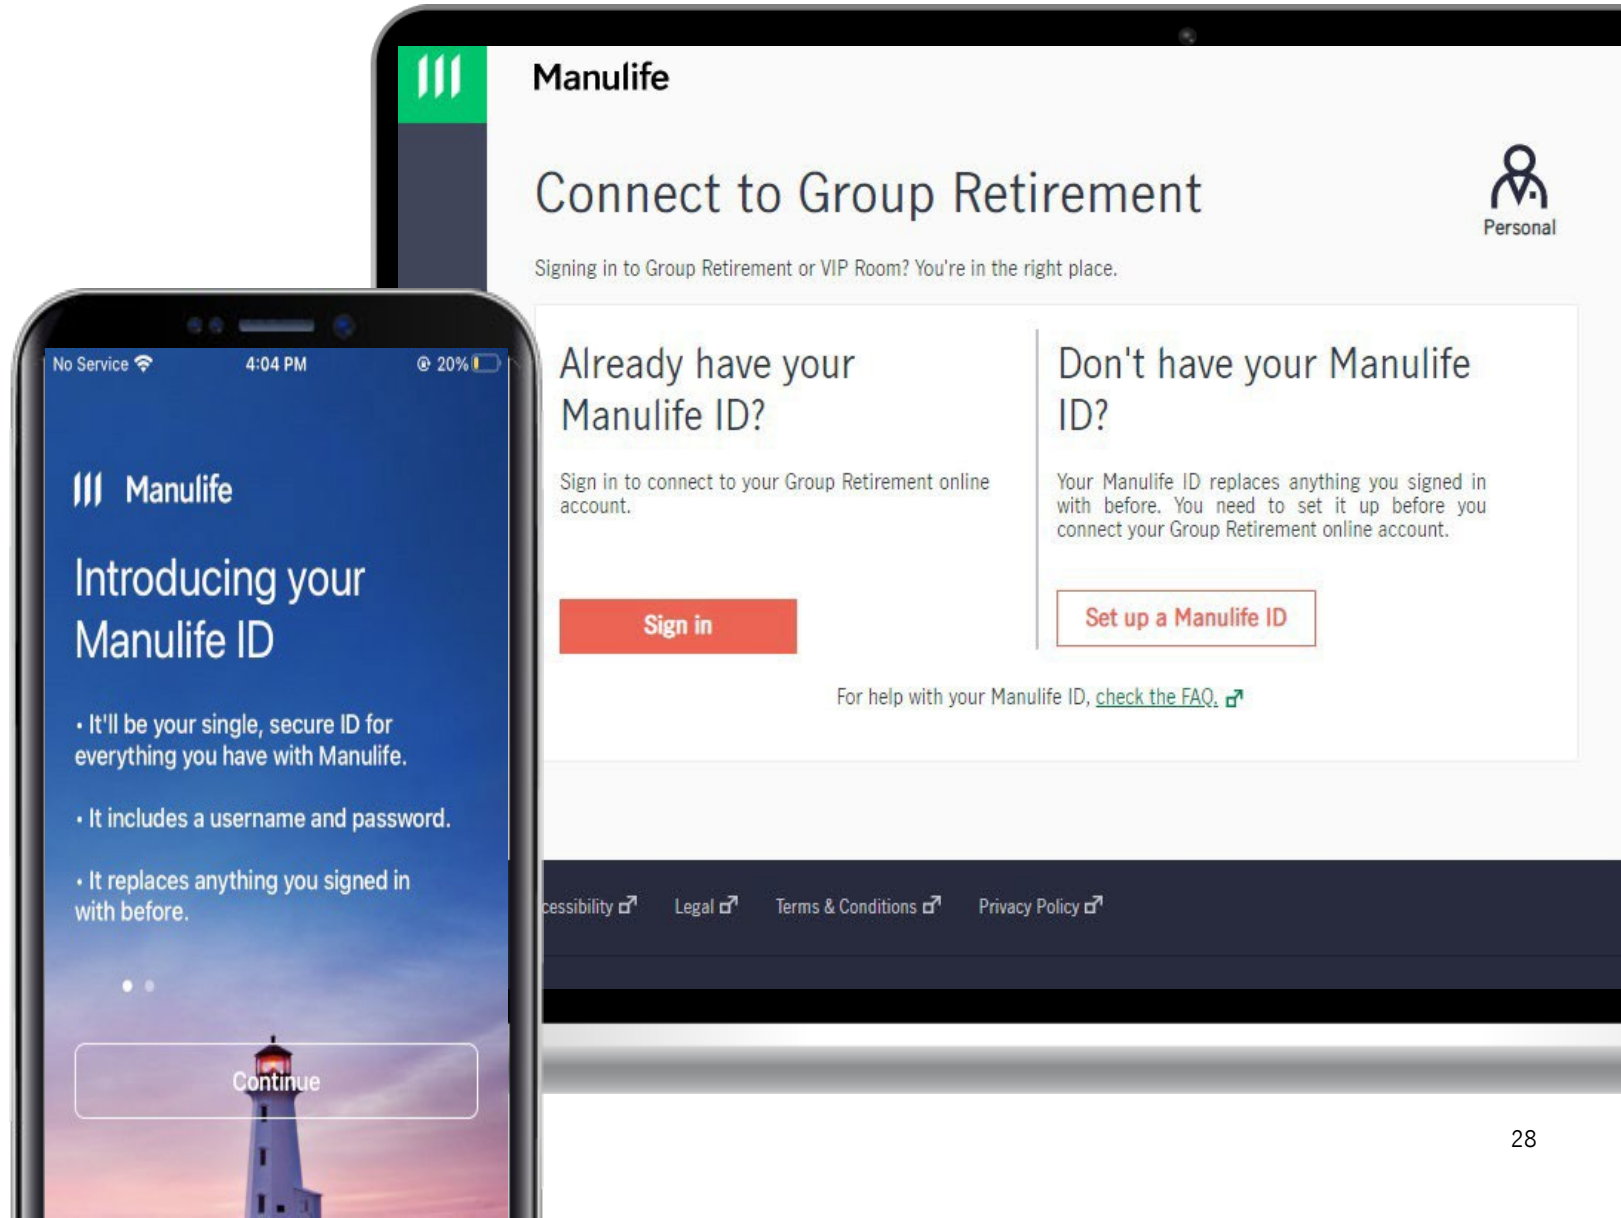 Manulife
Connect to Group Retirement
Personal
Signing in to Group Retirement or VIP Room? You're in the right place.
Already have your
Manulife ID?
Sign in to connect to your Group Retirement online
account.
Sign in
Don't have your Manulife
ID?
Your Manulife ID replaces anything you signed in
with before. You need to set it up before you
connect your Group Retirement online account.
Set up a Manulife ID
For help with your Manulife ID, check the FAQ.
cessibility
Legal
Terms & Conditions
Privacy Policy
No Service
4:04 PM
20%
Manulife
Introducing your
Manulife ID
• It'll be your single, secure ID for
everything you have with Manulife.
• It includes a username and password.
• It replaces anything you signed in
with before.
Continue
28